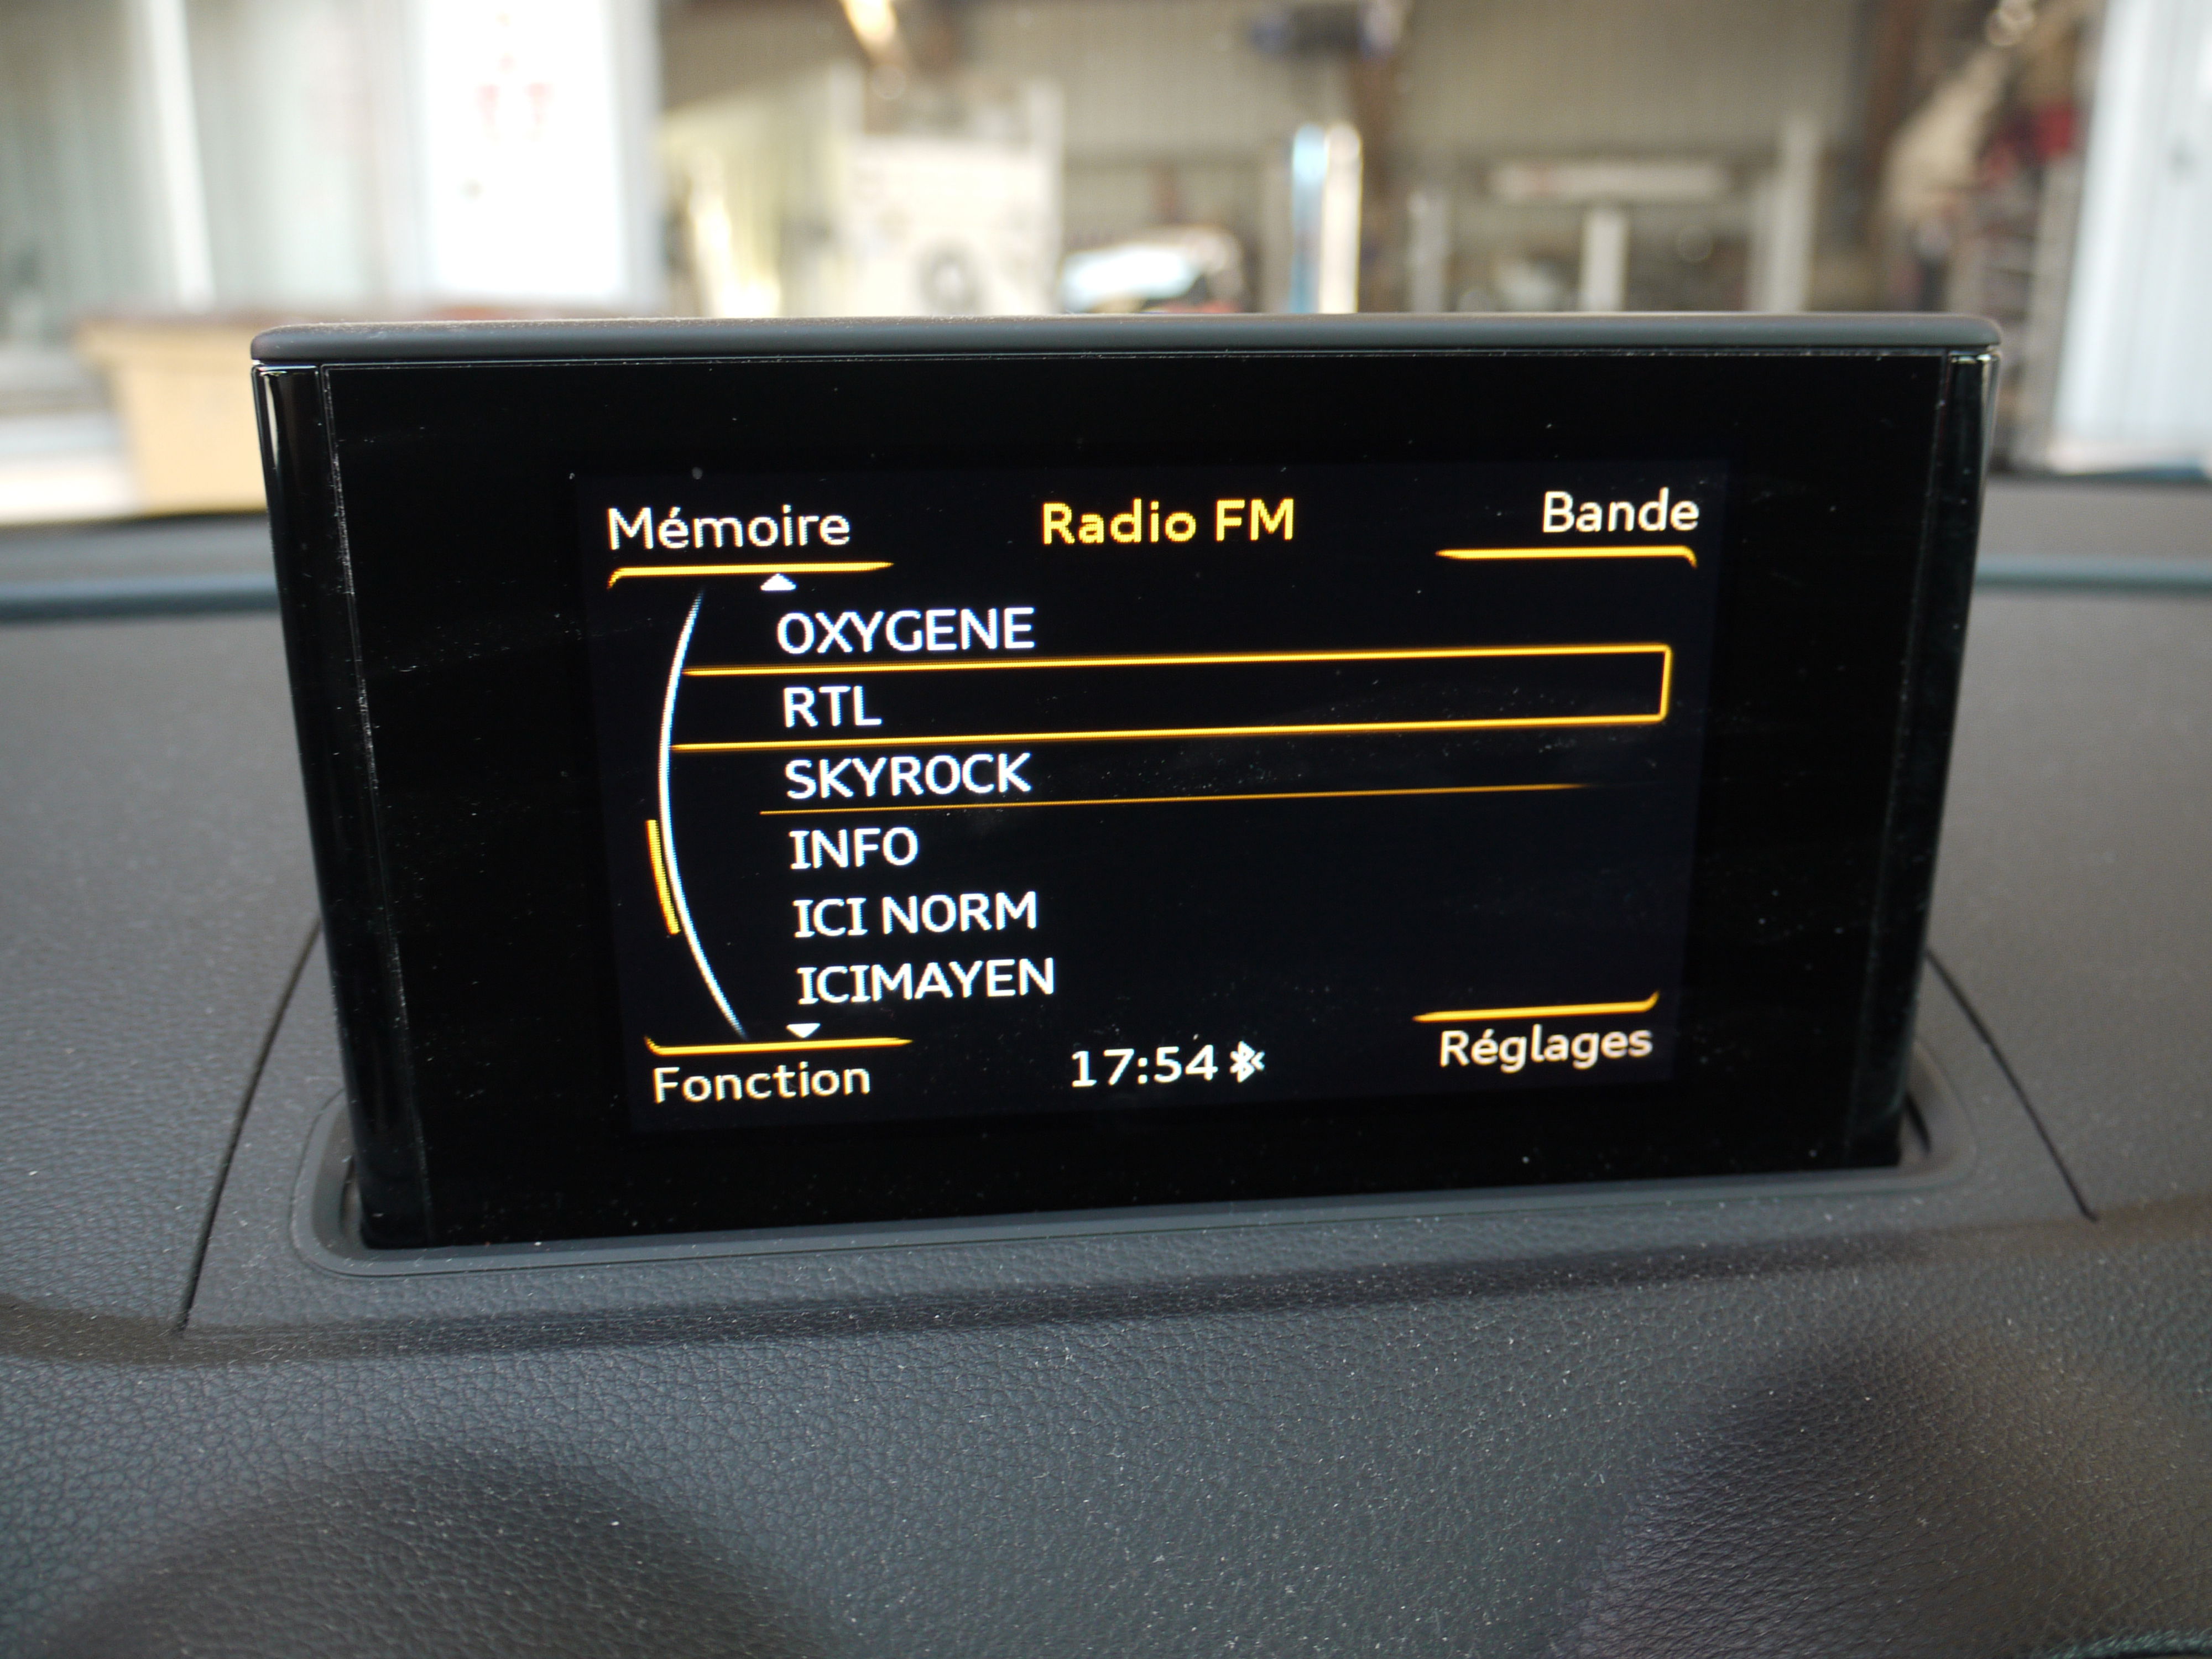 Mémoire Radio FM Bande
OXYGENE
RTL
SKYROCK
INFO
ICI NORM
ICIMAYEN
Fonction 17:54 Réglages